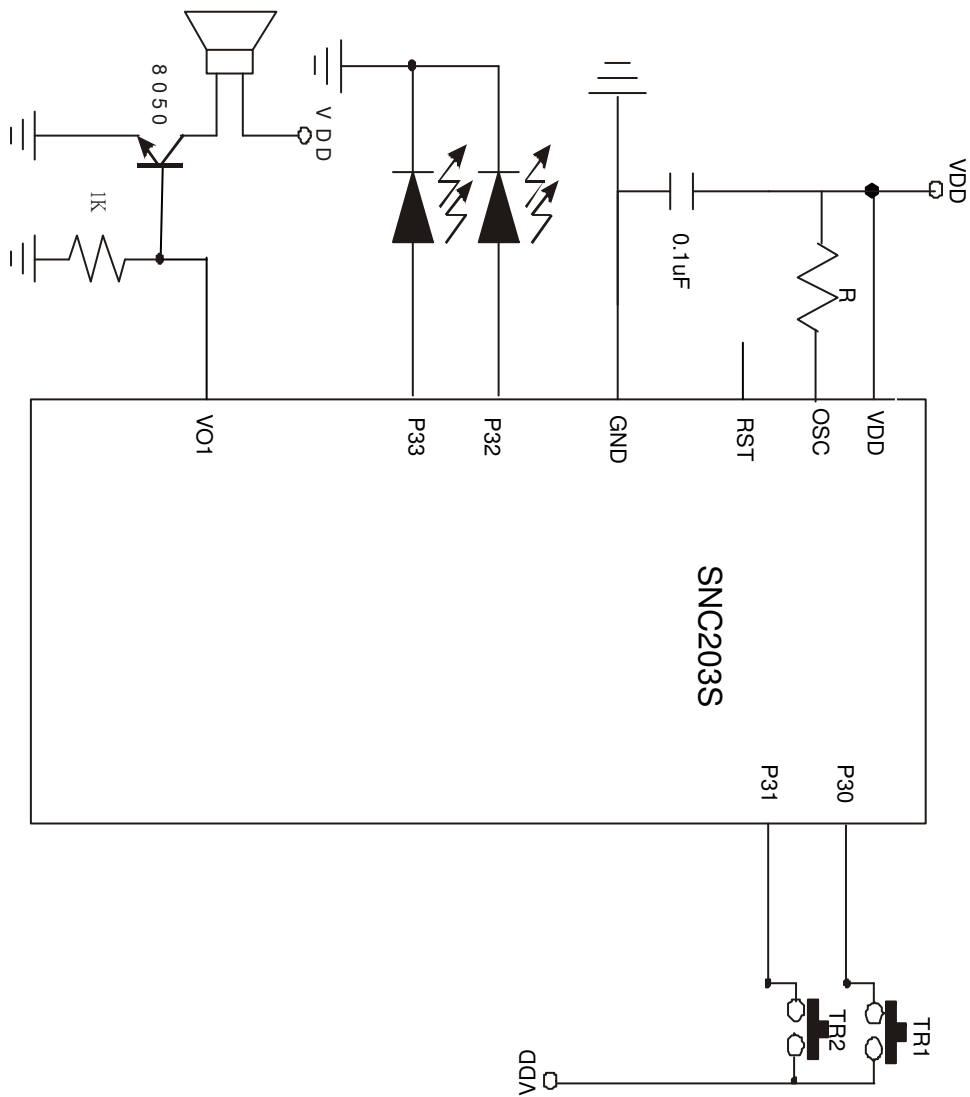 VDD
VDD
8050
1K
R
0.1uF
VDD
OSC
RST
GND
P32
P33
VO1
SNC203S
P30
P31
TR1
TR2
VDD